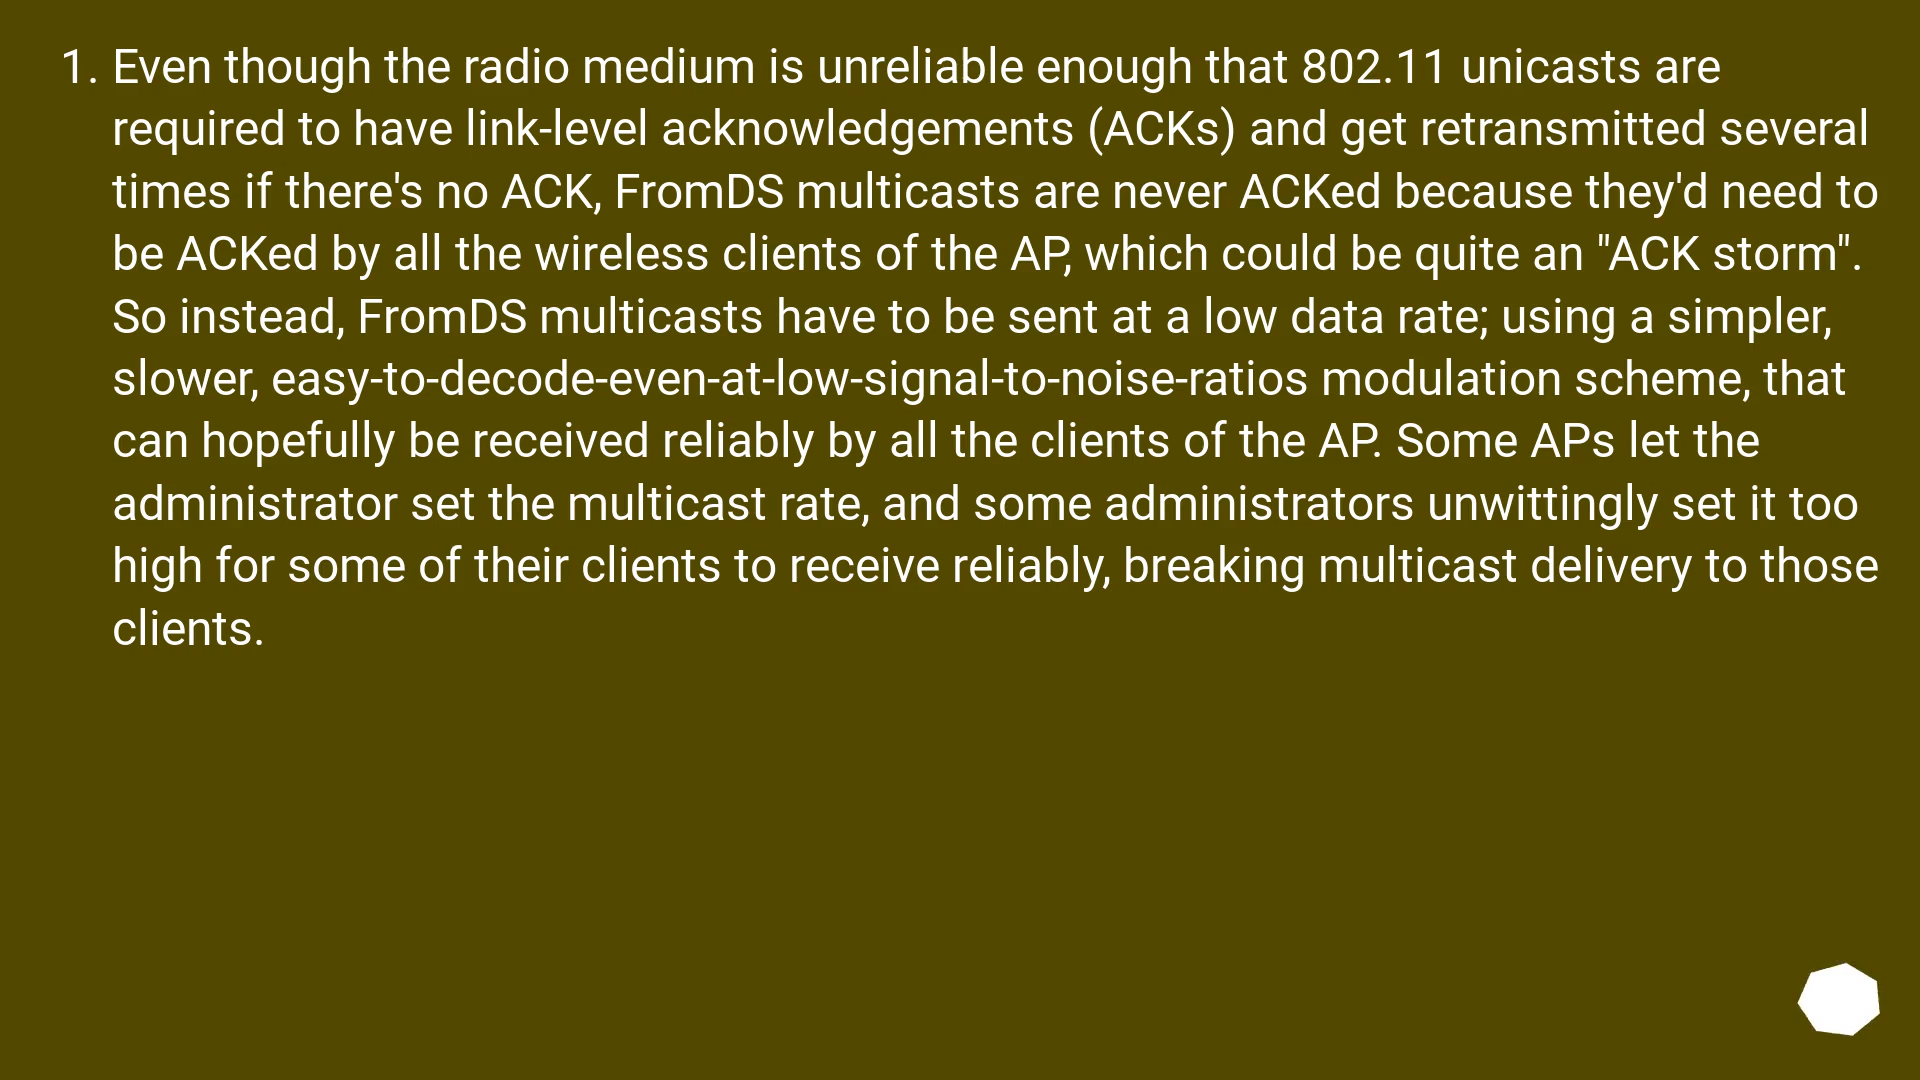 1. Even though the radio medium is unreliable enough that 802.11 unicasts are
required to have link-level acknowledgements (ACKs) and get retransmitted several
times if there's no ACK, FromDS multicasts are never ACKed because they'd need to
be ACKed by all the wireless clients of the AP, which could be quite an "ACK storm".
So instead, FromDS multicasts have to be sent at a low data rate; using a simpler,
slower, easy-to-decode-even-at-low-signal-to-noise-ratios modulation scheme, that
can hopefully be received reliably by all the clients of the AP. Some APs let the
administrator set the multicast rate, and some administrators unwittingly set it too
high for some of their clients to receive reliably, breaking multicast delivery to those
clients.